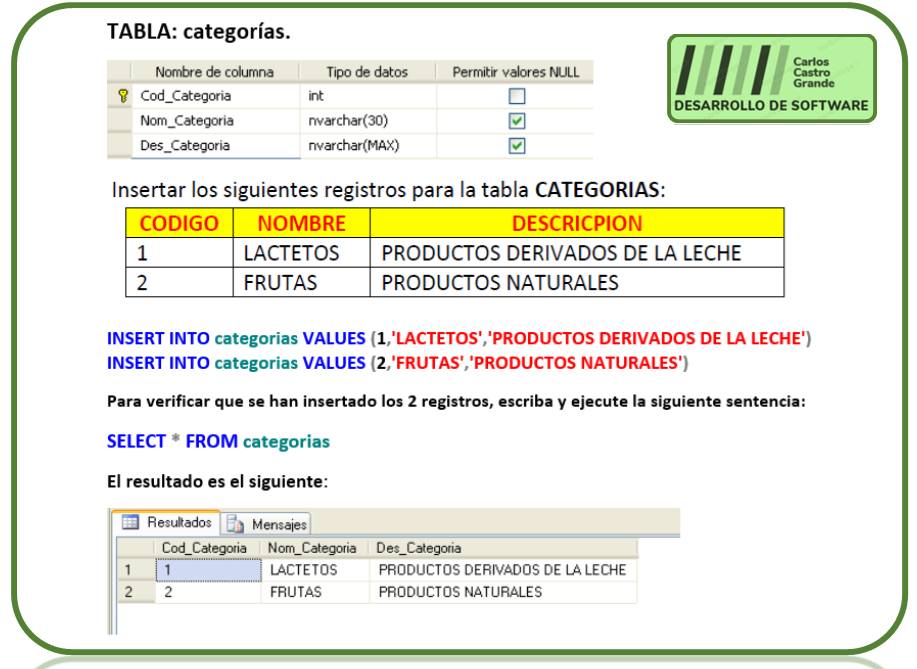 TABLA: categorías.
Carlos
Castro
Grande
DESARROLLO DE SOFTWARE
Nombre de columna Tipo de datos Permitir valores NULL
Cod_Categoria int
Nom_Categoria nvarchar(30)
Des_Categoria nvarchar(MAX)
Insertar los siguientes registros para la tabla CATEGORIAS:
CODIGO NOMBRE DESCRICPION
1 LACTETOS PRODUCTOS DERIVADOS DE LA LECHE
2 FRUTAS PRODUCTOS NATURALES
INSERT INTO categorias VALUES (1,'LACTETOS','PRODUCTOS DERIVADOS DE LA LECHE')
INSERT INTO categorias VALUES (2,'FRUTAS','PRODUCTOS NATURALES')
Para verificar que se han insertado los 2 registros, escriba y ejecute la siguiente sentencia:
SELECT * FROM categorias
El resultado es el siguiente:
Resultados Mensajes
Cod_Categoria Nom_Categoria Des_Categoria
1 1 LACTETOS PRODUCTOS DERIVADOS DE LA LECHE
2 2 FRUTAS PRODUCTOS NATURALES